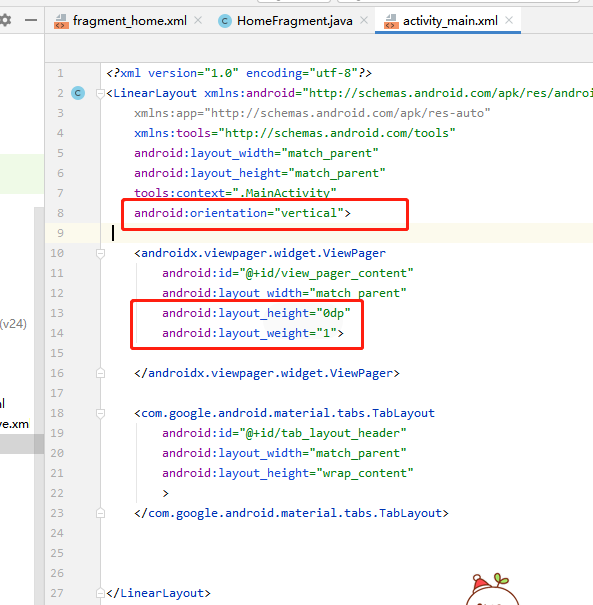 fragment_home.xml HomeFragment.java activity_main.xml
1 <?xml version="1.0" encoding="utf-8"?>
2 <LinearLayout xmlns:android="http://schemas.android.com/apk/res/androi
3 xmlns:app="http://schemas.android.com/apk/res-auto"
4 xmlns:tools="http://schemas.android.com/tools"
5 android:layout_width="match_parent"
6 android:layout_height="match_parent"
7 tools:context=".MainActivity"
8 android:orientation="vertical">
9
10 <androidx.viewpager.widget.ViewPager
11 android:id="@+id/view_pager_content"
12 android:layout_width="match_parent"
13 android:layout_height="0dp"
(v24)
14 android:layout_weight="1">
15
16 </androidx.viewpager.widget.ViewPager>
17
l
18 <com.google.android.material.tabs.TabLayout
ve.xm
19 android:id="@+id/tab_layout_header"
20 android:layout_width="match_parent"
21 android:layout_height="wrap_content"
22 >
23 </com.google.android.material.tabs.TabLayout>
24
25
26
27 </LinearLayout>